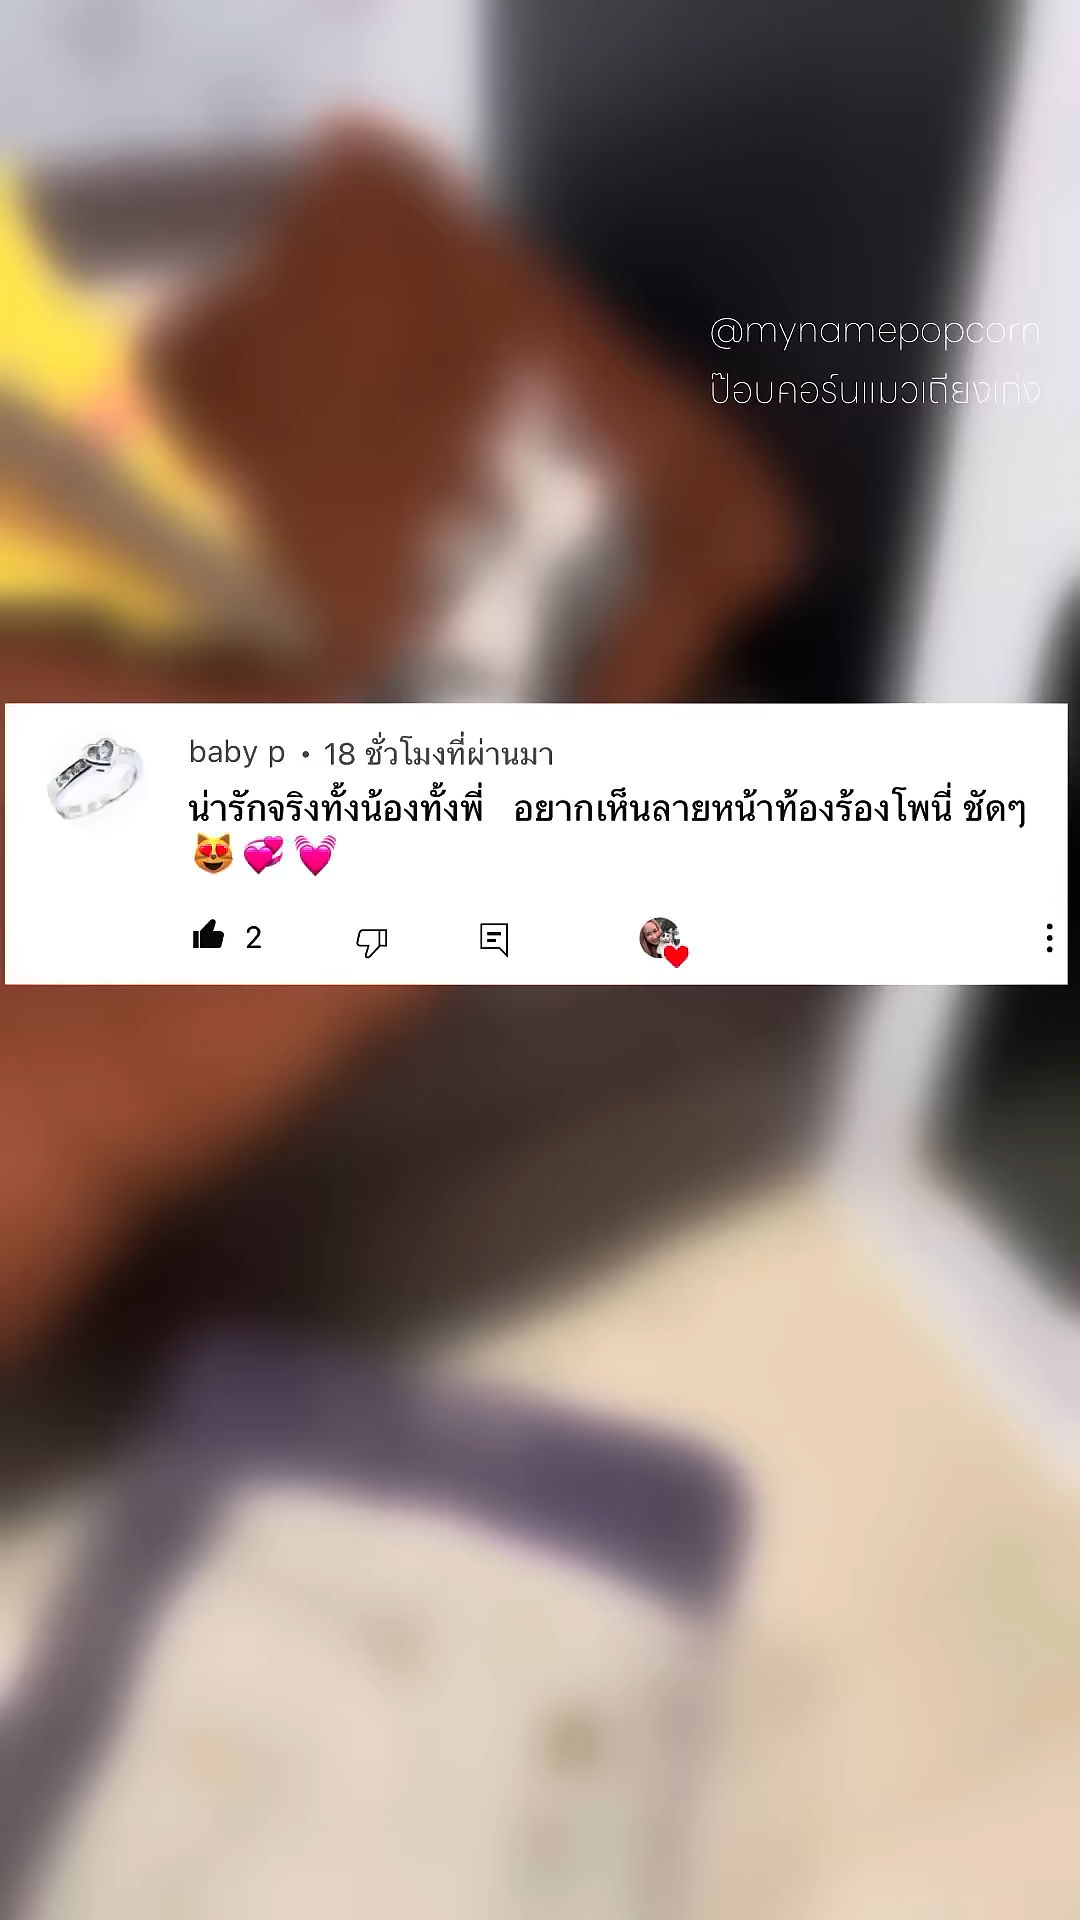 @mynamepopcorn
ป๊อบคอร์นแมวเถียงเก่ง
baby p • 18 ชั่วโมงที่ผ่านมา
น่ารักจริงทั้งน้องทั้งพี่ อยากเห็นลายหน้าท้องร้องโพนี่ ชัดๆ
😻💞💓
2